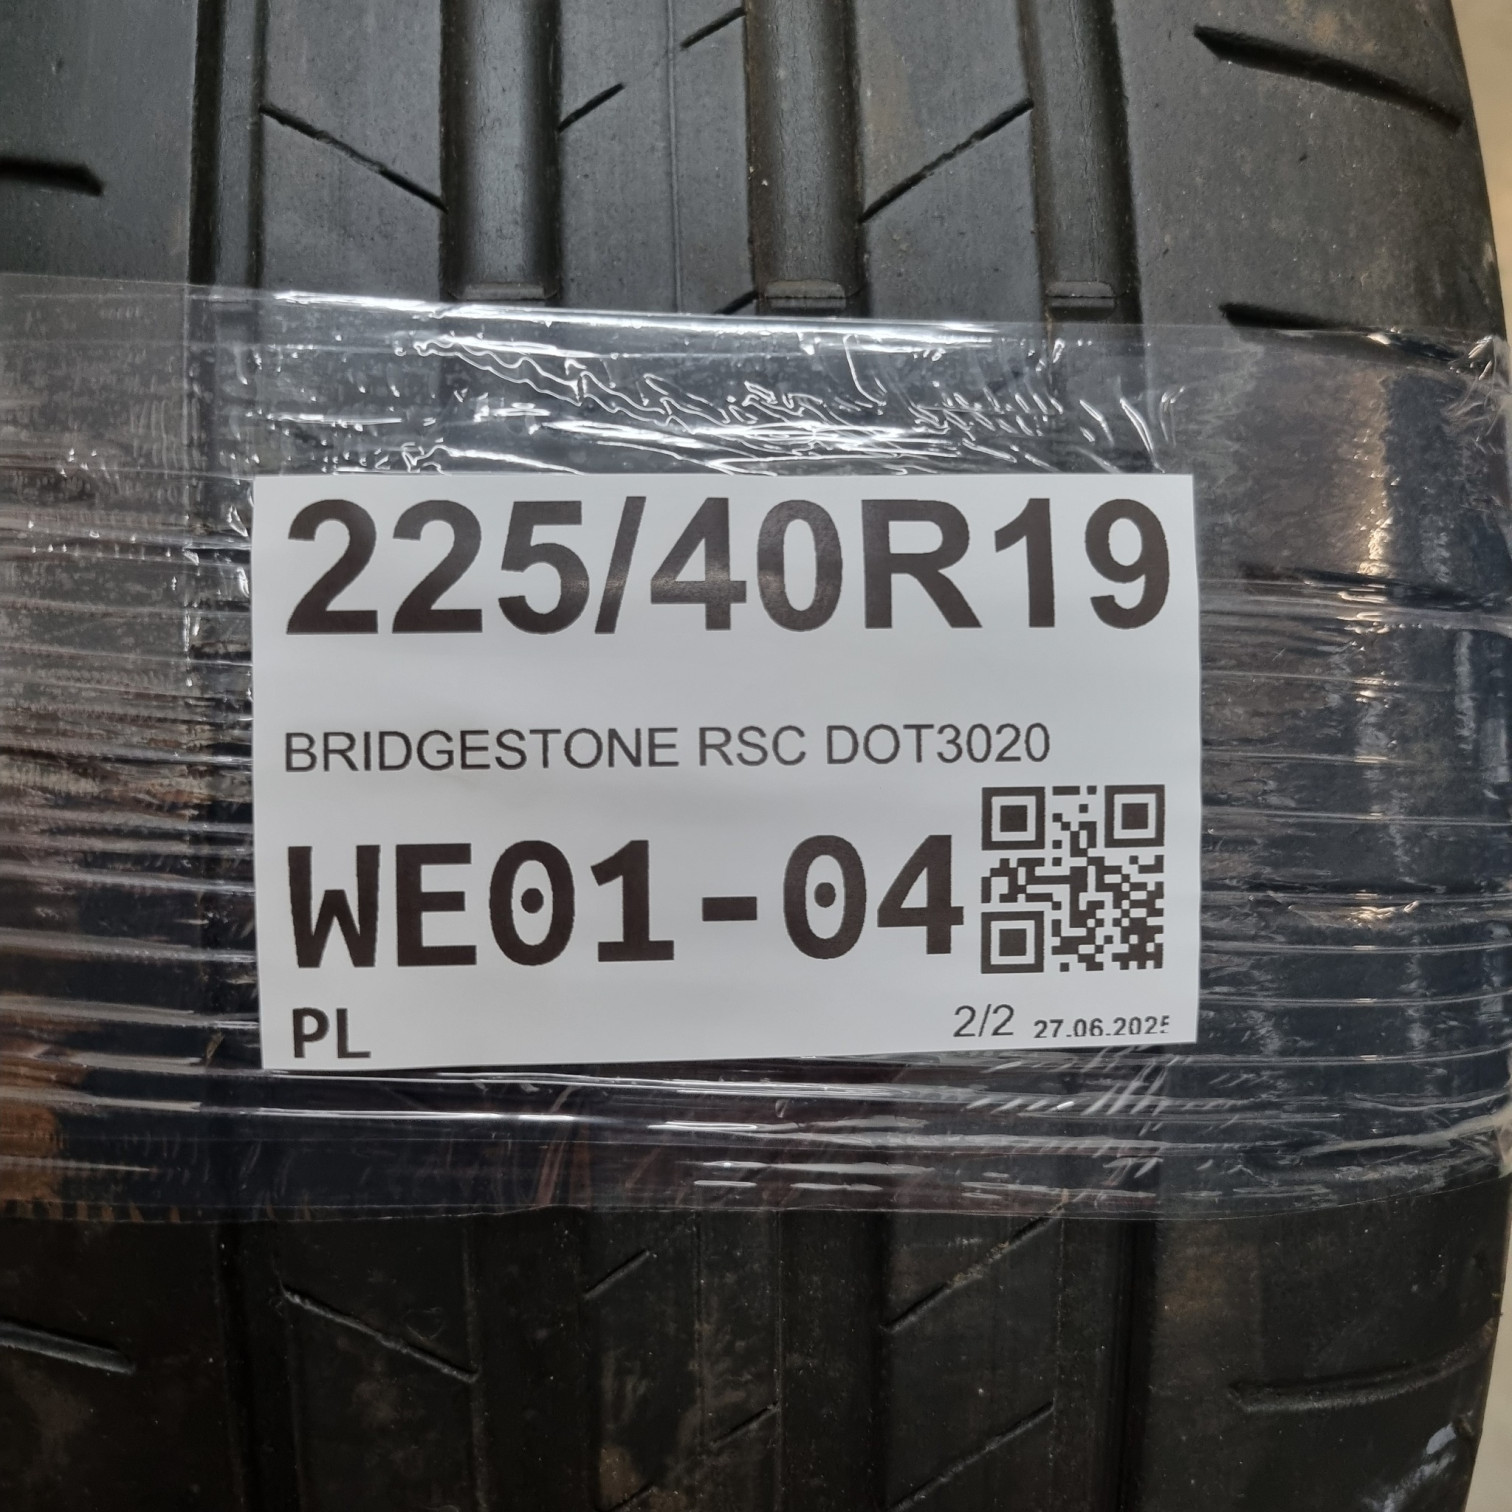 225/40R19
BRIDGESTONE RSC DOT3020
WE01-04
PL
2/2 27.06.2025